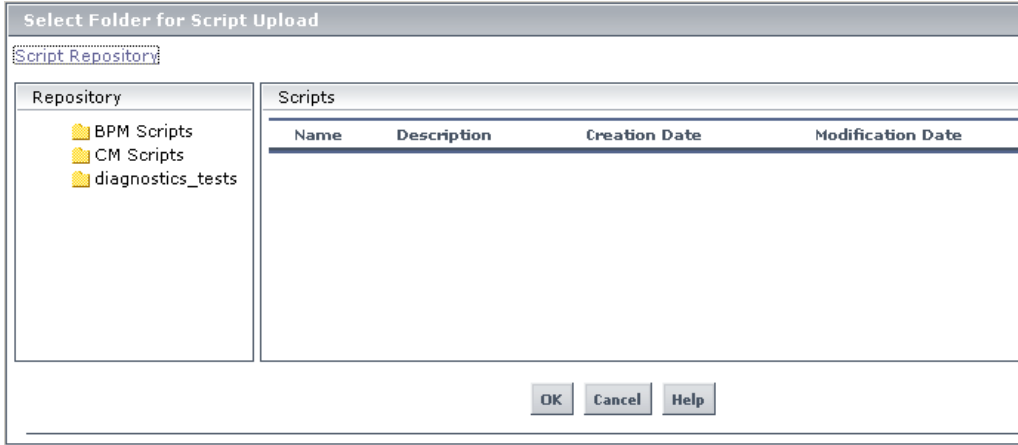 Select Folder for Script Upload
Script Repository
Repository
BPM Scripts
CM Scripts
diagnostics_tests
Scripts
Name Description Creation Date Modification Date
OK Cancel Help